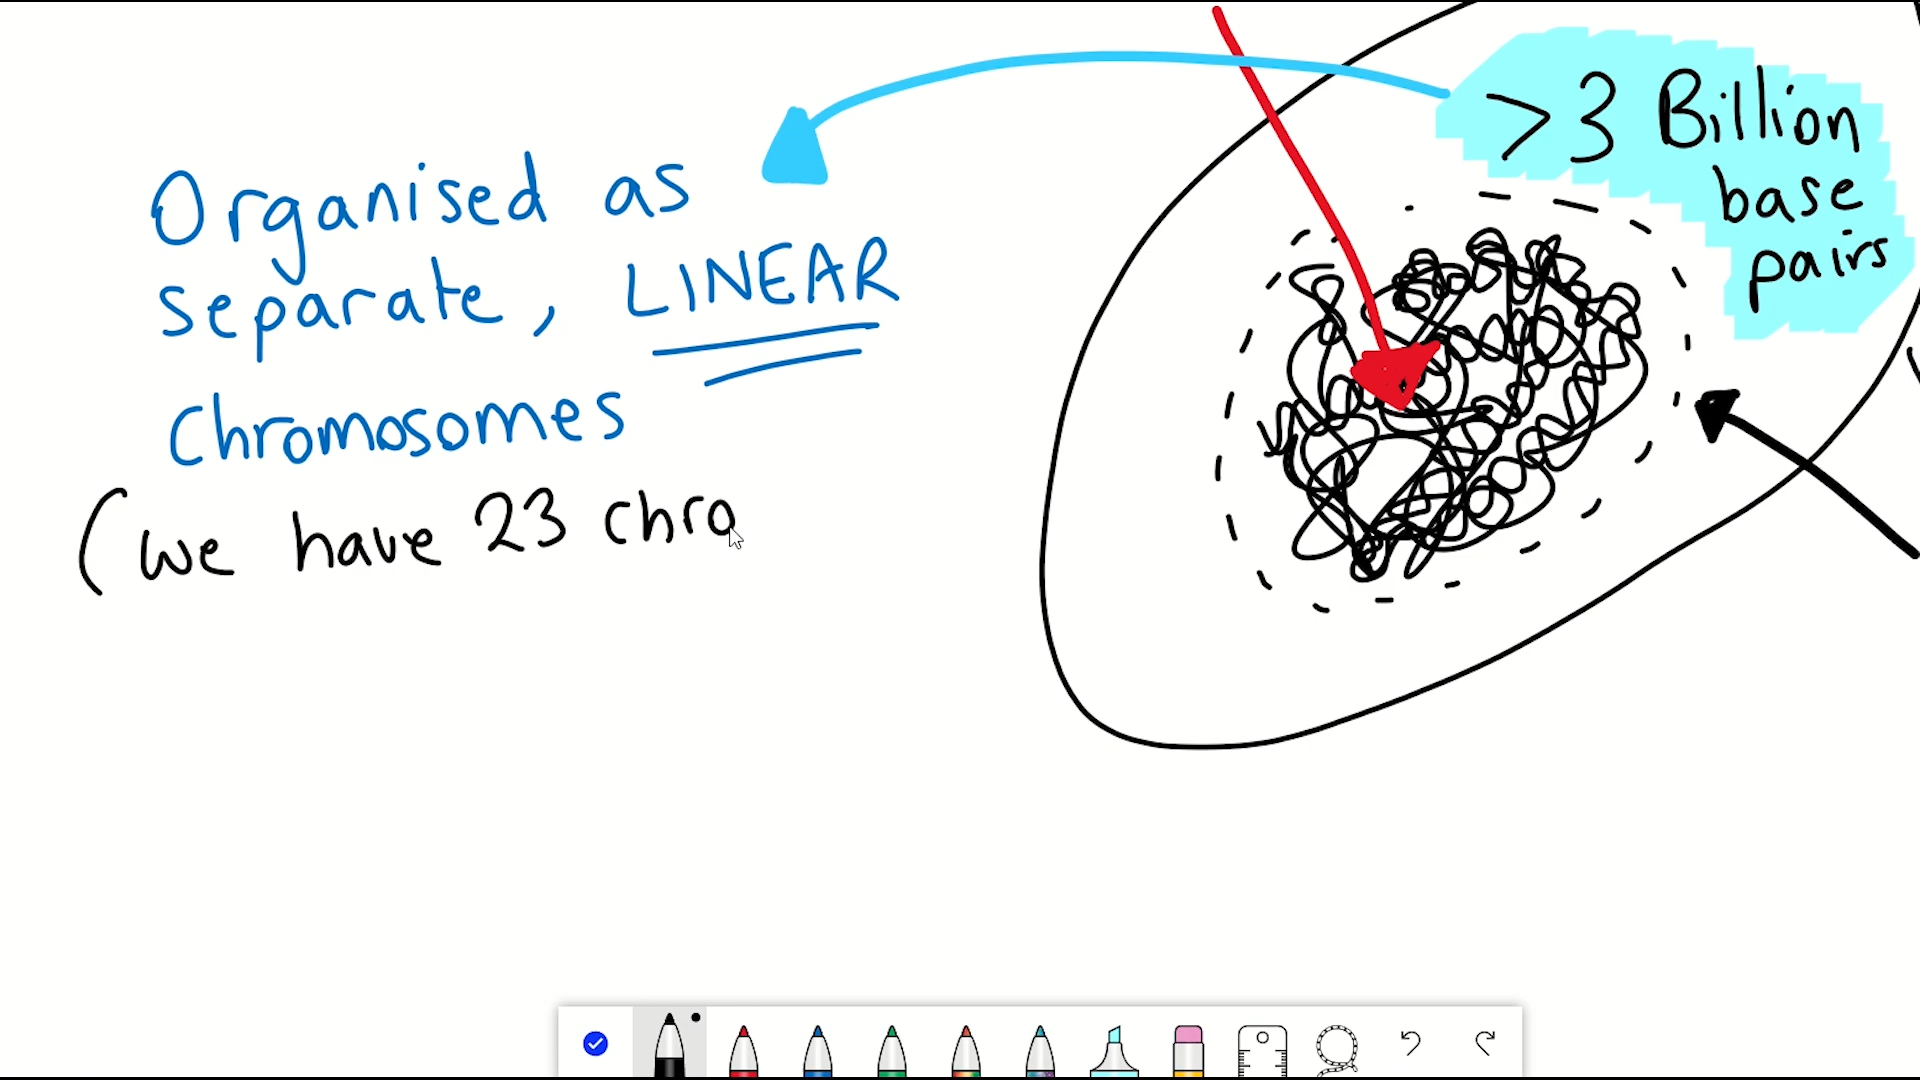 Organised as
separate, LINEAR
Chromosomes
(we have 23 chro
>3 Billion
base
pairs